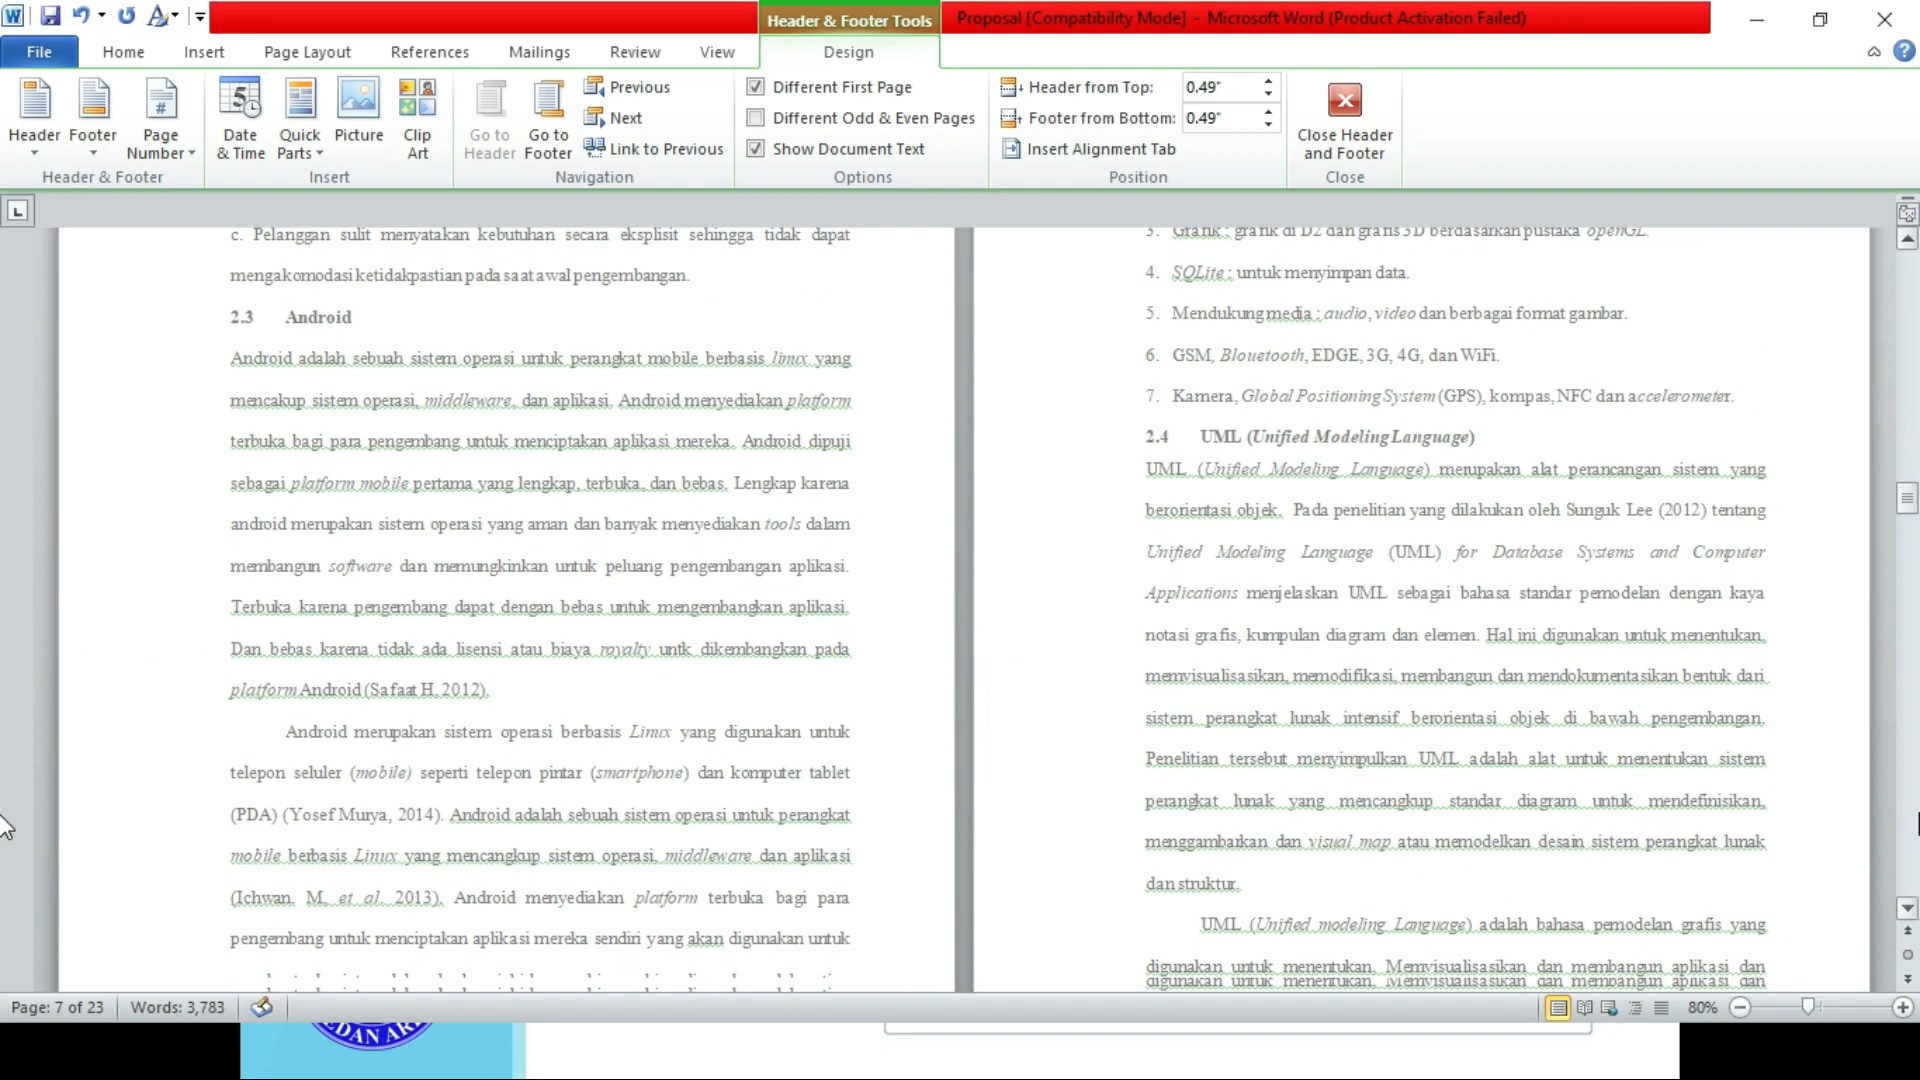 Header & Footer Tools
Proposal [Compatibility Mode] - Microsoft Word (Product Activation Failed)
File Home Insert Page Layout References Mailings Review View Design
Header
Footer
Page Number
Header & Footer
Date & Time
Quick Parts
Picture
Clip Art
Insert
Go to Header
Go to Footer
Previous
Next
Link to Previous
Navigation
Different First Page
Different Odd & Even Pages
Show Document Text
Options
Header from Top: 0.49"
Footer from Bottom: 0.49"
Insert Alignment Tab
Position
Close Header and Footer
Close
c. Pelanggan sulit menyatakan kebutuhan secara eksplisit sehingga tidak dapat
mengakomodasi ketidakpastian pada saat awal pengembangan.
2.3 Android
Android adalah sebuah sistem operasi untuk perangkat mobile berbasis linux yang
mencakup sistem operasi, middleware, dan aplikasi. Android menyediakan platform
terbuka bagi para pengembang untuk menciptakan aplikasi mereka. Android dipuji
sebagai platform mobile pertama yang lengkap, terbuka, dan bebas. Lengkap karena
android merupakan sistem operasi yang aman dan banyak menyediakan tools dalam
membangun software dan memungkinkan untuk peluang pengembangan aplikasi.
Terbuka karena pengembang dapat dengan bebas untuk mengembangkan aplikasi.
Dan bebas karena tidak ada lisensi atau biaya royalty untk dikembangkan pada
platform Android (Safaat H, 2012).
Android merupakan sistem operasi berbasis Linux yang digunakan untuk
telepon seluler (mobile) seperti telepon pintar (smartphone) dan komputer tablet
(PDA) (Yosef Murya, 2014). Android adalah sebuah sistem operasi untuk perangkat
mobile berbasis Linux yang mencangkup sistem operasi, middleware dan aplikasi
(Ichwan, M, et al. 2013). Android menyediakan platform terbuka bagi para
pengembang untuk menciptakan aplikasi mereka sendiri yang akan digunakan untuk
3. Grafik : grafik di D2 dan grafis 3D berdasarkan pustaka openGL.
4. SQLite : untuk menyimpan data.
5. Mendukung media : audio, video dan berbagai format gambar.
6. GSM, Blouetooth, EDGE, 3G, 4G, dan WiFi.
7. Kamera, Global Positioning System (GPS), kompas, NFC dan accelerometer.
2.4 UML (Unified Modeling Language)
UML (Unified Modeling Language) merupakan alat perancangan sistem yang
berorientasi objek. Pada penelitian yang dilakukan oleh Sunguk Lee (2012) tentang
Unified Modeling Language (UML) for Database Systems and Computer
Applications menjelaskan UML sebagai bahasa standar pemodelan dengan kaya
notasi grafis, kumpulan diagram dan elemen. Hal ini digunakan untuk menentukan,
memvisualisasikan, memodifikasi, membangun dan mendokumentasikan bentuk dari
sistem perangkat lunak intensif berorientasi objek di bawah pengembangan.
Penelitian tersebut menyimpulkan UML adalah alat untuk menentukan sistem
perangkat lunak yang mencangkup standar diagram untuk mendefinisikan,
menggambarkan dan visual map atau memodelkan desain sistem perangkat lunak
dan struktur.
UML (Unified modeling Language) adalah bahasa pemodelan grafis yang
digunakan untuk menentukan, Memvisualisasikan dan membangun aplikasi dan
Page: 7 of 23 Words: 3,783 80%